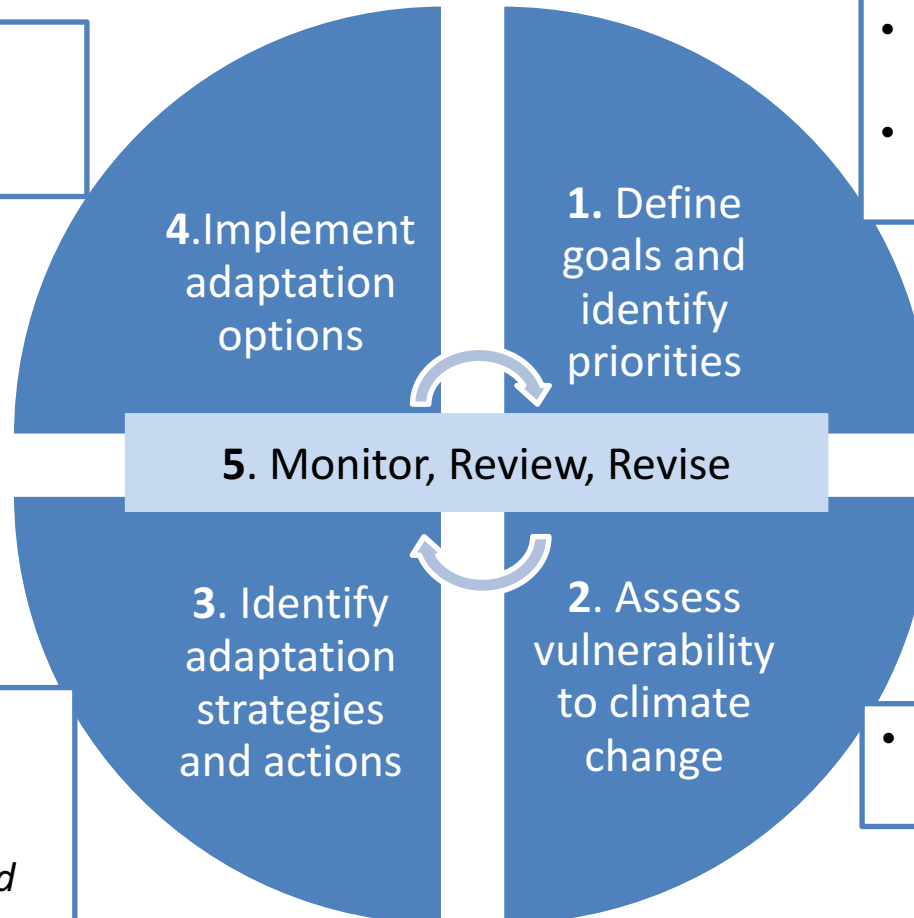 4.Implement
adaptation
options
1. Define
goals and
identify
priorities
5. Monitor, Review, Revise
3. Identify
adaptation
strategies
and actions
2. Assess
vulnerability
to climate
change
•
•
•
d